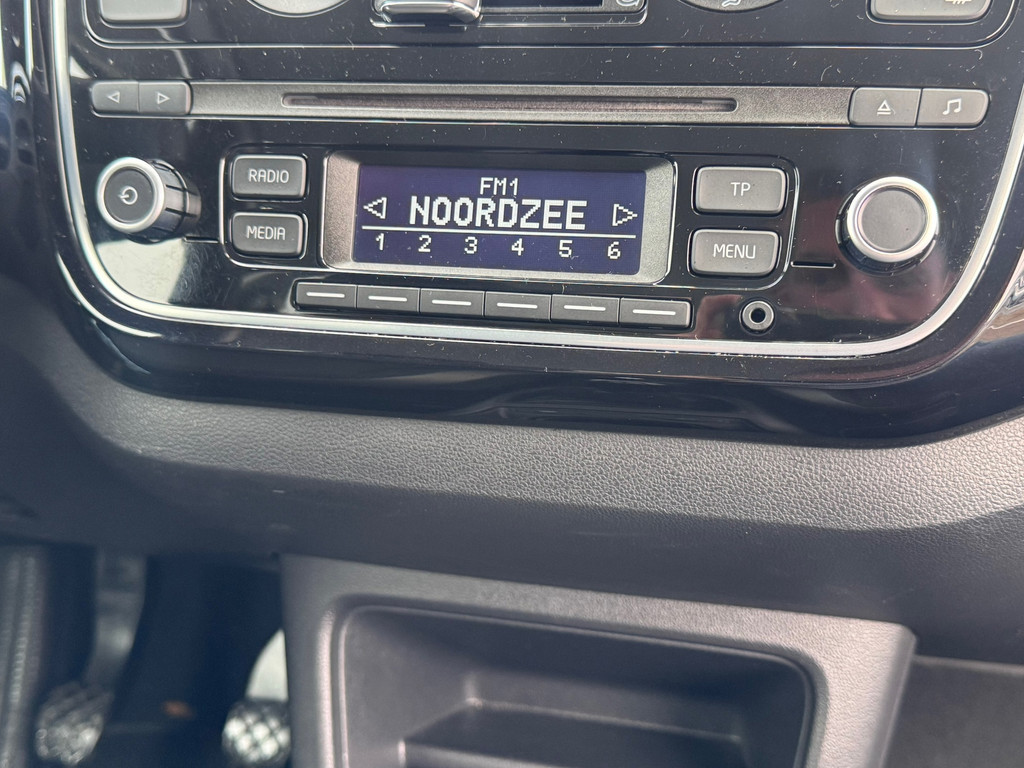 RADIO
MEDIA
FM1
NOORDZEE
1 2 3 4 5 6
TP
MENU